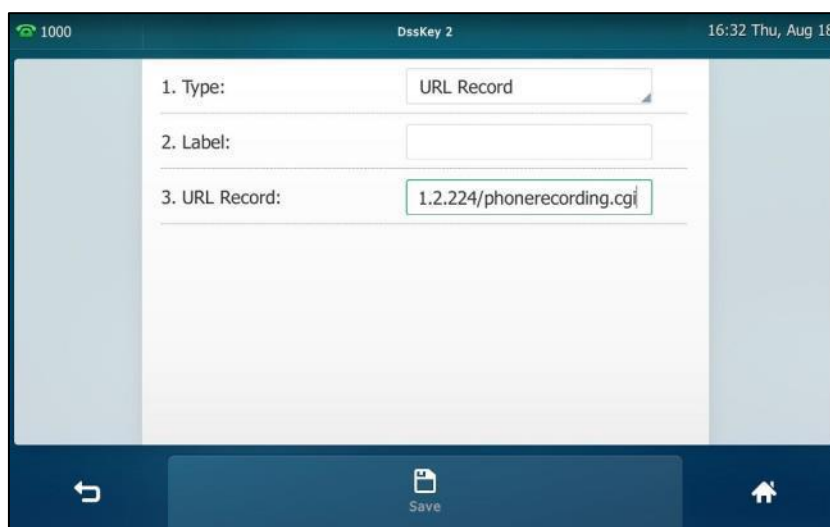 1000 DssKey 2 16:32 Thu, Aug 18
1. Type: URL Record
2. Label:
3. URL Record: 1.2.224/phonerecording.cgi
Save